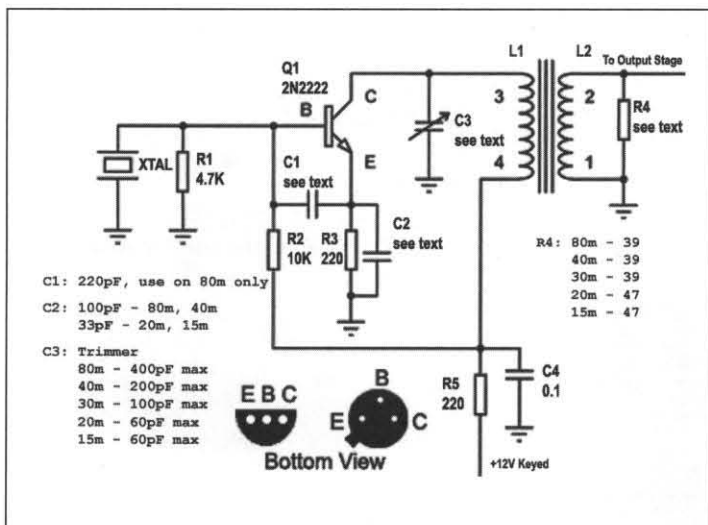 L1
L2
To Output Stage
Q1
2N2222
B
C
E
3
4
2
1
C3
see text
R4
see text
XTAL
R1
4.7K
C1
see text
R2
10K
R3
220
C2
see text
C1: 220pF, use on 80m only
C2: 100pF - 80m, 40m
33pF - 20m, 15m
C3: Trimmer
80m - 400pF max
40m - 200pF max
30m - 100pF max
20m - 60pF max
15m - 60pF max
R4: 80m - 39
40m - 39
30m - 39
20m - 47
15m - 47
E B C
B
E
C
Bottom View
R5
220
C4
0.1
+12V Keyed